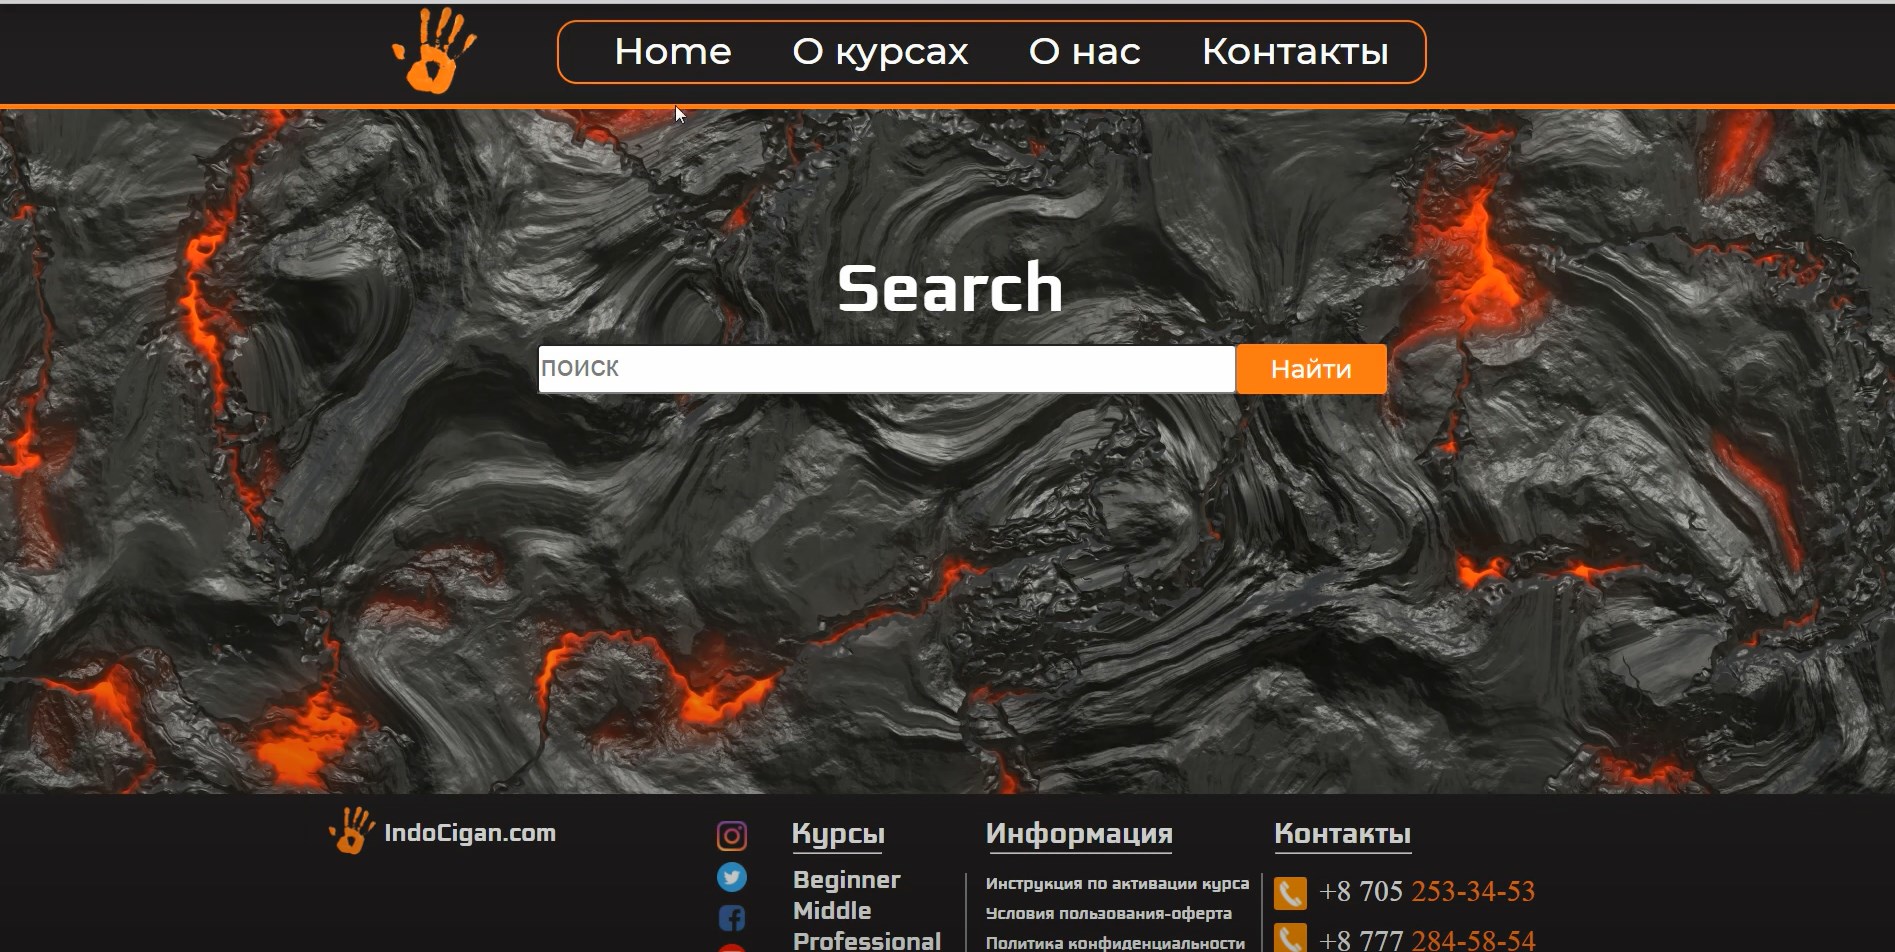 Home О курсах О нас Контакты
Search
поиск Найти
IndoCigan.com
Курсы
Beginner
Middle
Professional
Информация
Инструкция по активации курса
Условия пользования-оферта
Политика конфиденциальности
Контакты
+8 705 253-34-53
+8 777 284-58-54